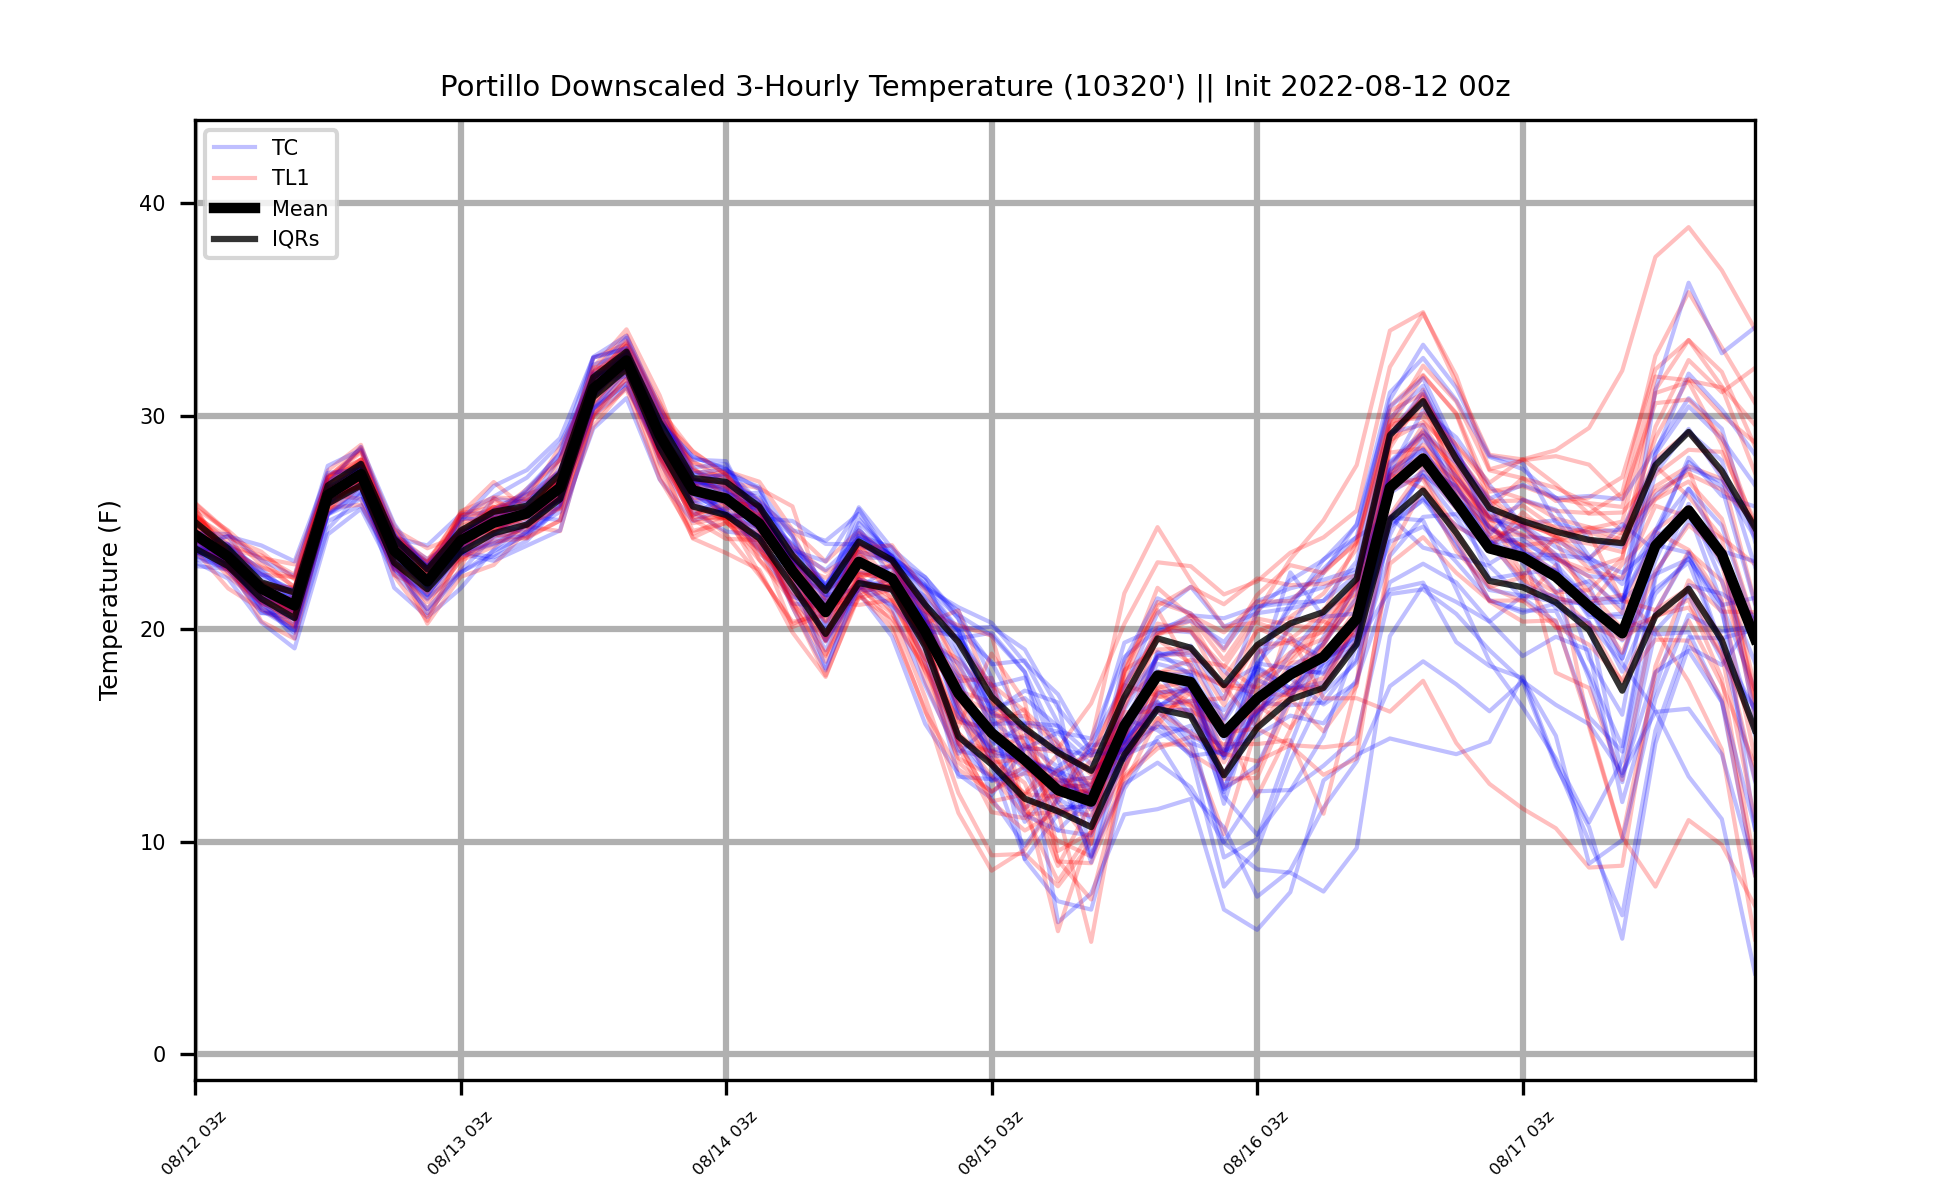 Portillo Downscaled 3-Hourly Temperature (10320') || Init 2022-08-12 00z
TC
TL1
Mean
IQRs
Temperature (F)
40
30
20
10
0
08/12 03z
08/13 03z
08/14 03z
08/15 03z
08/16 03z
08/17 03z